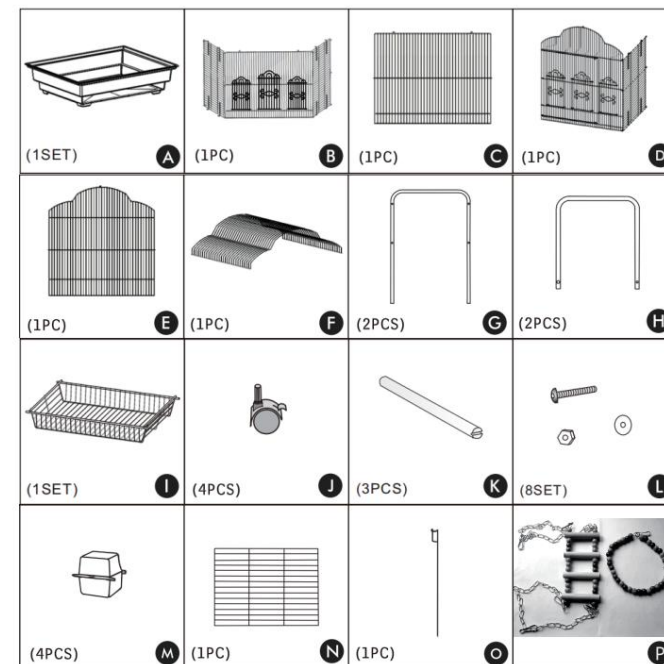 (1SET) A
(1PC) B
(1PC) C
(1PC) D
(1PC) E
(1PC) F
(2PCS) G
(2PCS) H
(1SET) I
(4PCS) J
(3PCS) K
(8SET) L
(4PCS) M
(1PC) N
(1PC) O
P